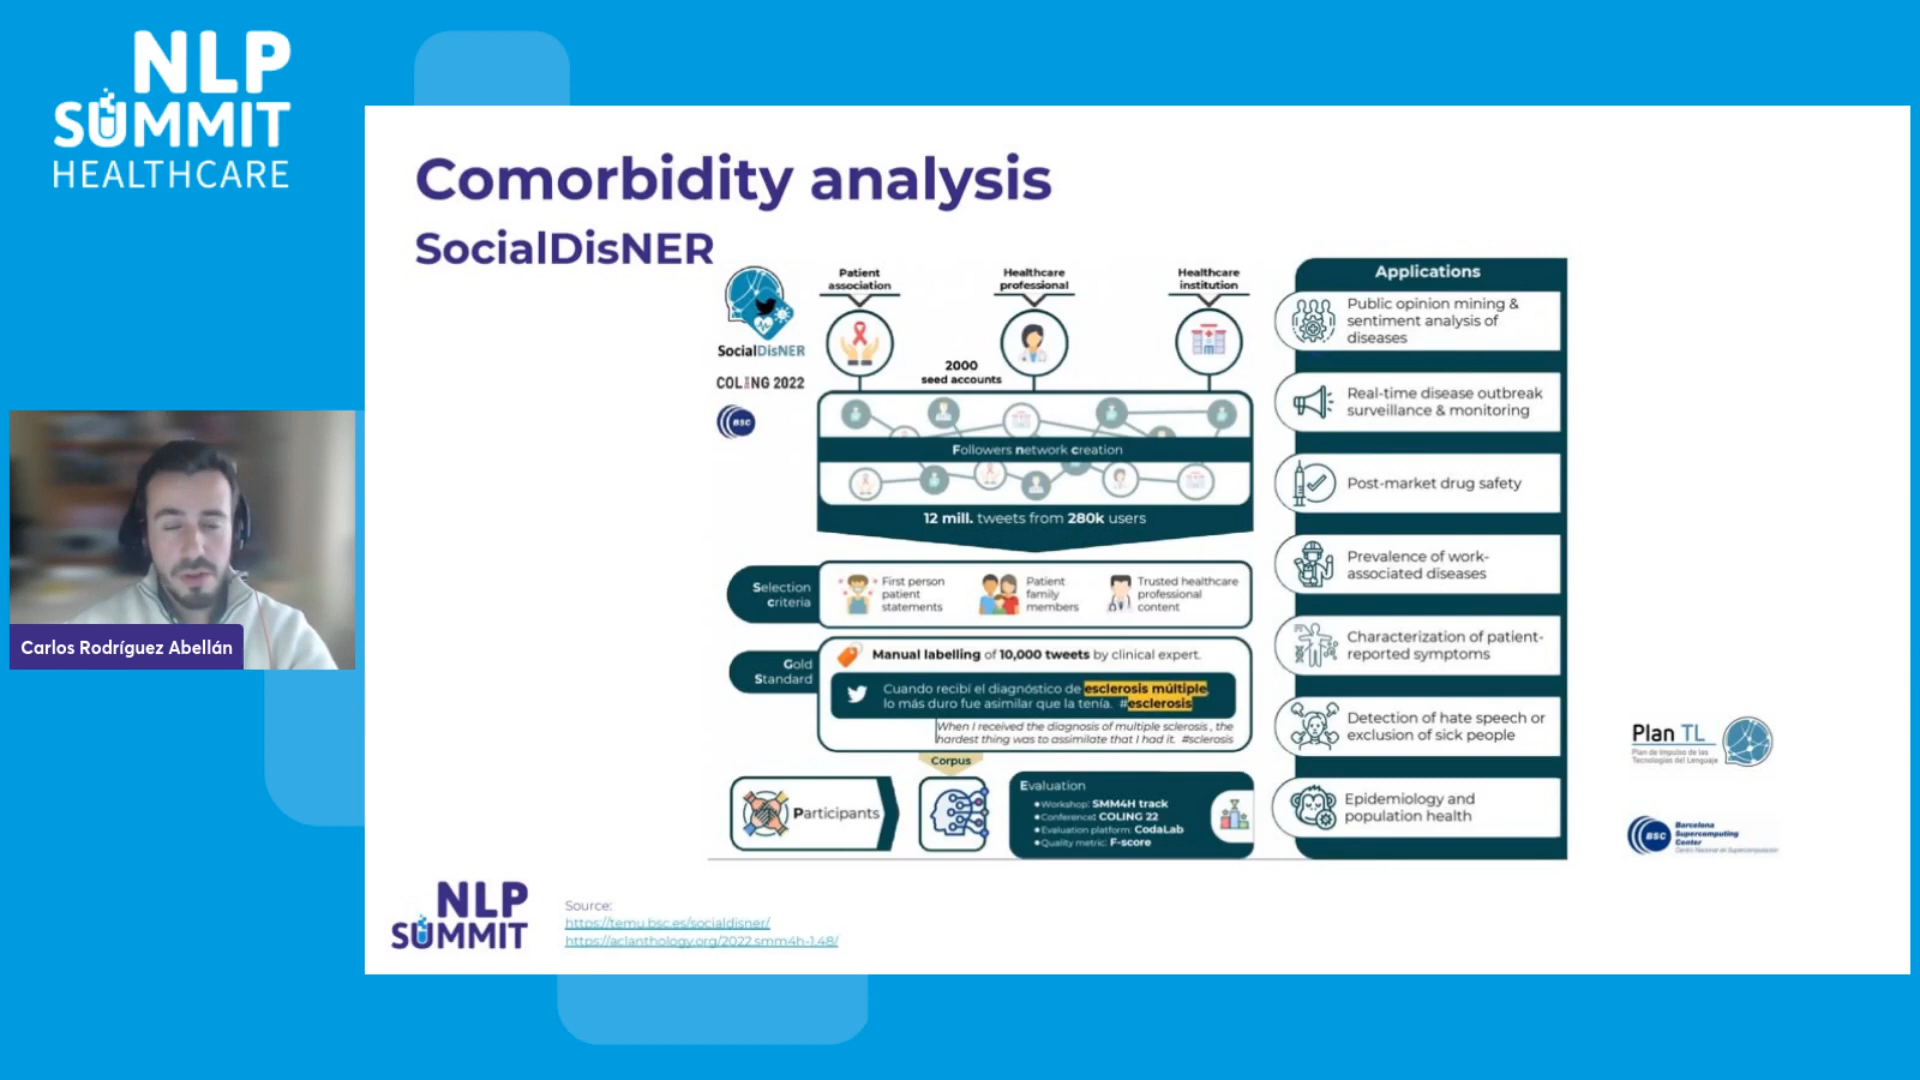 NLP
SUMMIT
HEALTHCARE
Comorbidity analysis
SocialDisNER
Patient
association
Healthcare
professional
Healthcare
institution
SocialDisNER
COLING 2022
BSC
2000
seed accounts
Followers network creation
12 mill. tweets from 280k users
Selection
criteria
First person
patient
statements
Patient
family
members
Trusted healthcare
professional
content
Gold
Standard
Manual labelling of 10,000 tweets by clinical expert.
Cuando recibí el diagnóstico de esclerosis múltiple
lo más duro fue asimilar que la tenía. #esclerosis
When I received the diagnosis of multiple sclerosis , the
hardest thing was to assimilate that I had it. #sclerosis
Corpus
Participants
Evaluation
Workshop: SMM4H track
Conference: COLING 22
Evaluation platform: CodaLab
Quality metric: F-score
Applications
Public opinion mining &
sentiment analysis of
diseases
Real-time disease outbreak
surveillance & monitoring
Post-market drug safety
Prevalence of work-
associated diseases
Characterization of patient-
reported symptoms
Detection of hate speech or
exclusion of sick people
Epidemiology and
population health
Plan TL
Plan de Impulso de las
Tecnologías del Lenguaje
BSC
Barcelona
Supercomputing
Center
Centro Nacional de Supercomputación
Carlos Rodríguez Abellán
NLP
SUMMIT
Source:
https://temu.bsc.es/socialdisner/
https://aclanthology.org/2022.smm4h-1.48/